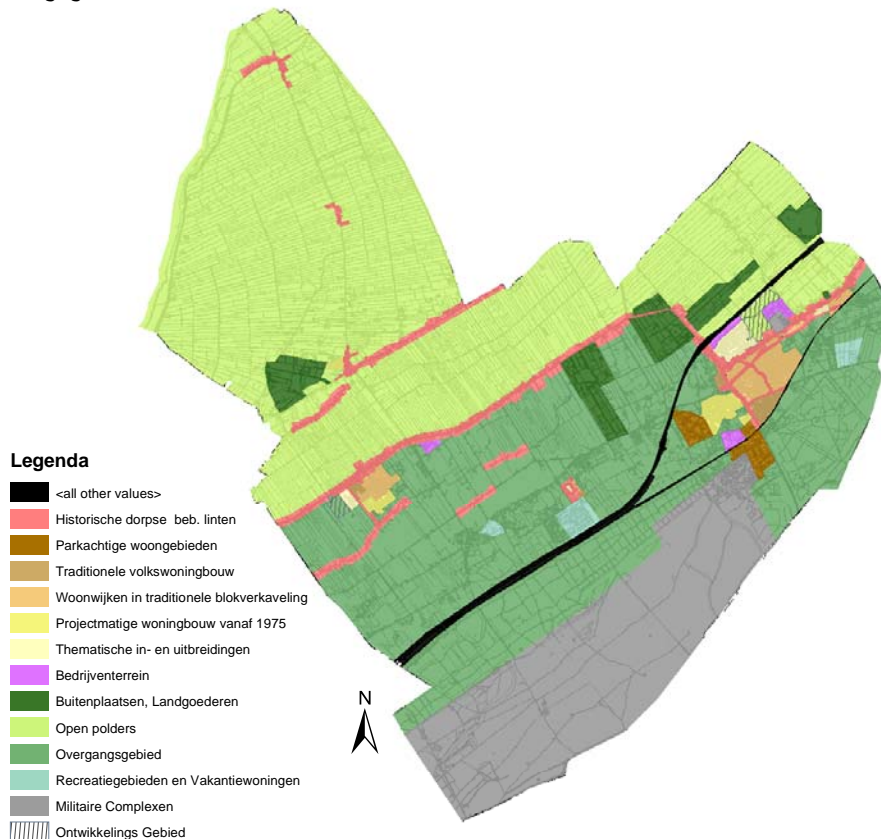 Legenda
<all other values>
Historische dorpse beb. linten
Parkachtige woongebieden
Traditionele volkswoningbouw
Woonwijken in traditionele blokverkaveling
Projectmatige woningbouw vanaf 1975
Thematische in- en uitbreidingen
Bedrijventerrein
Buitenplaatsen, Landgoederen
Open polders
Overgangsgebied
Recreatiegebieden en Vakantiewoningen
Militaire Complexen
Ontwikkelings Gebied
N